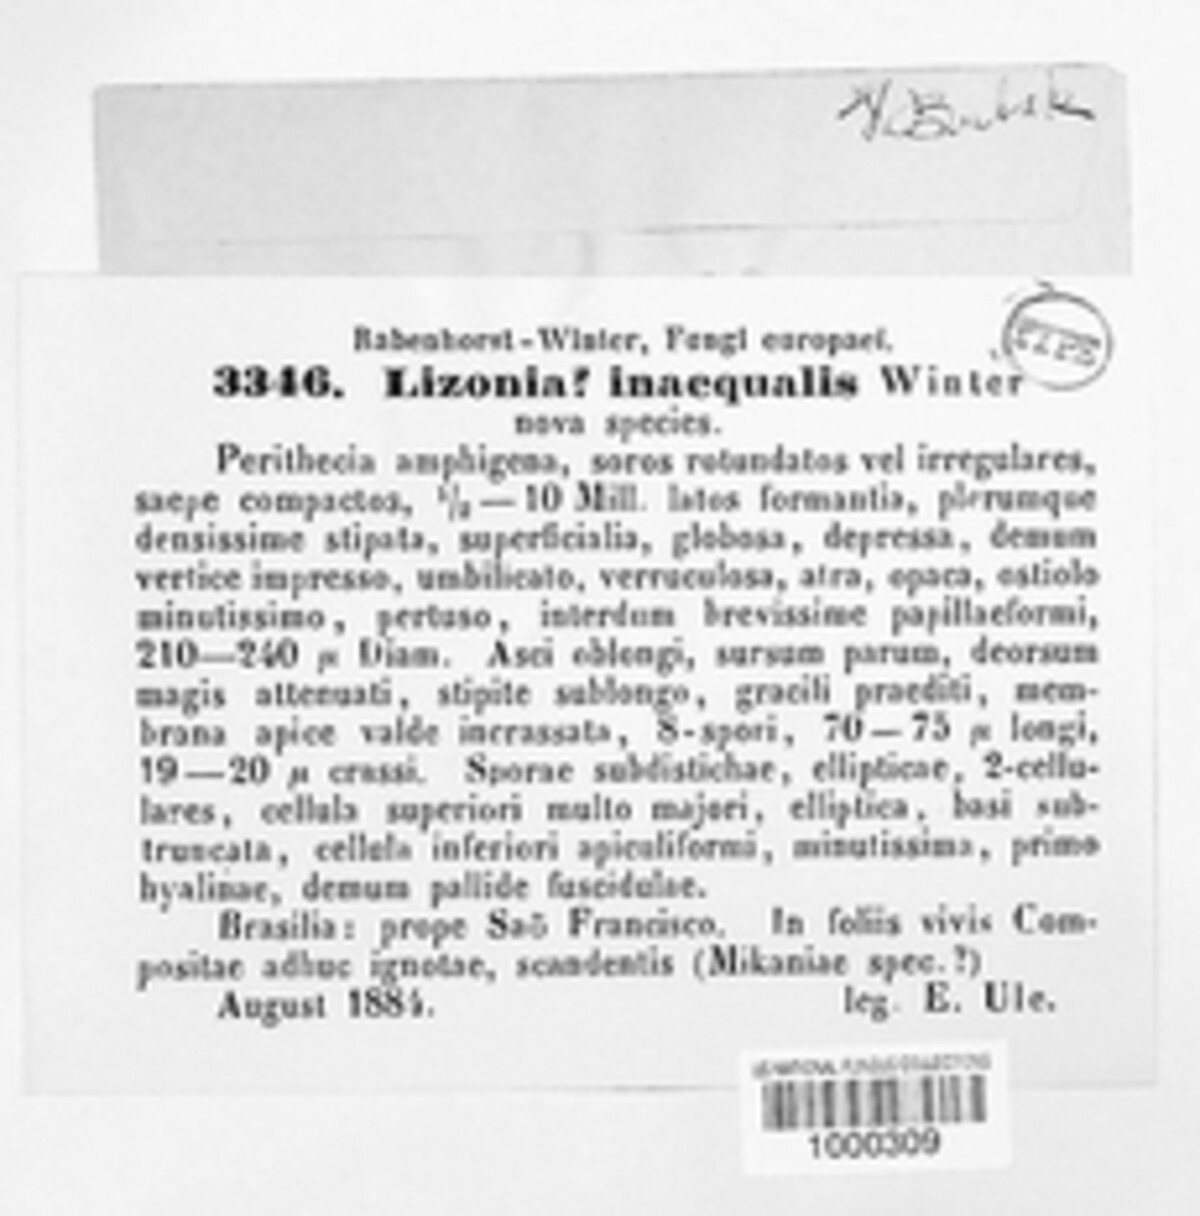 Rabenhorst-Winter, Fungi europaei.
3346. Lizonia? inaequalis Winter
nova species.
Perithecia amphigena, soros rotundatos vel irregulares,
saepe compactos, 1/2 — 10 Mill. latos formantia, plerumque
densissime stipata, superficialia, globosa, depressa, demum
vertice impresso, umbilicato, verruculosa, atra, opaca, ostiolo
minutissimo, pertuso, interdum brevissime papillaeformi,
210—240 µ Diam. Asci oblongi, sursum parum, deorsum
magis attenuati, stipite sublongo, gracili praediti, mem-
brana apice valde incrassata, 8-spori, 70—75 µ longi,
19—20 µ crassi. Sporae subdistichae, ellipticae, 2-cellu-
lares, cellula superiori multo majori, elliptica, basi sub-
truncata, cellula inferiori apiculiformi, minutissima, primo
hyalinae, demum pallide fuscidulae.
Brasilia: prope Saõ Francisco. In foliis vivis Com-
positae adhuc ignotae, scandentis (Mikaniae spec.?)
August 1884. leg. E. Ule.
US NATIONAL FUNGUS COLLECTIONS
1000309